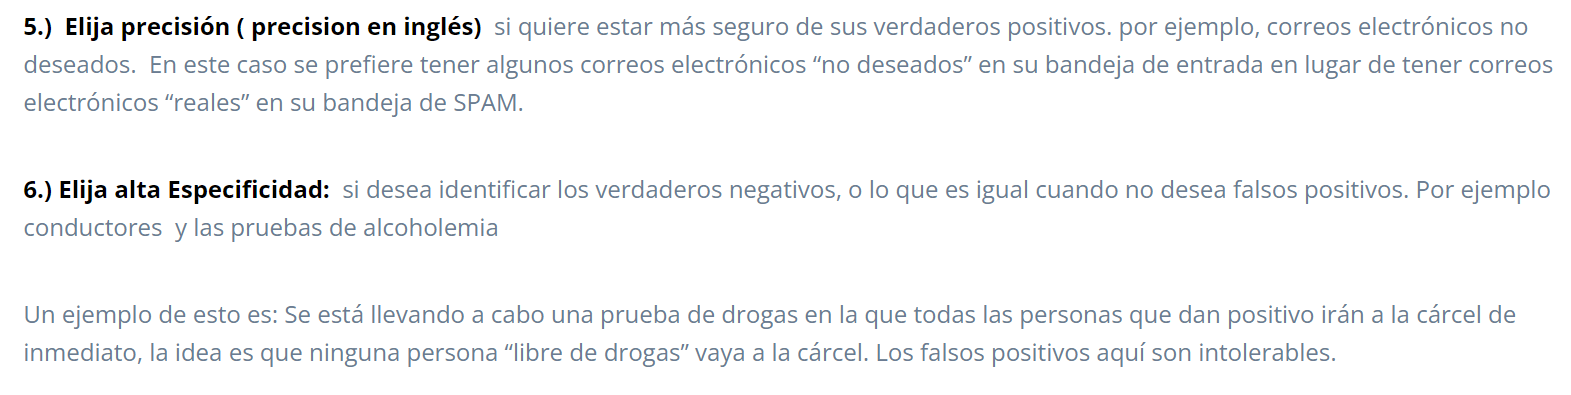 5.)  Elija precisión ( precision en inglés)  si quiere estar más seguro de sus verdaderos positivos. por ejemplo, correos electrónicos no
deseados.  En este caso se prefiere tener algunos correos electrónicos “no deseados” en su bandeja de entrada en lugar de tener correos
electrónicos “reales” en su bandeja de SPAM.
6.) Elija alta Especificidad:  si desea identificar los verdaderos negativos, o lo que es igual cuando no desea falsos positivos. Por ejemplo
conductores  y las pruebas de alcoholemia
Un ejemplo de esto es: Se está llevando a cabo una prueba de drogas en la que todas las personas que dan positivo irán a la cárcel de
inmediato, la idea es que ninguna persona “libre de drogas” vaya a la cárcel. Los falsos positivos aquí son intolerables.